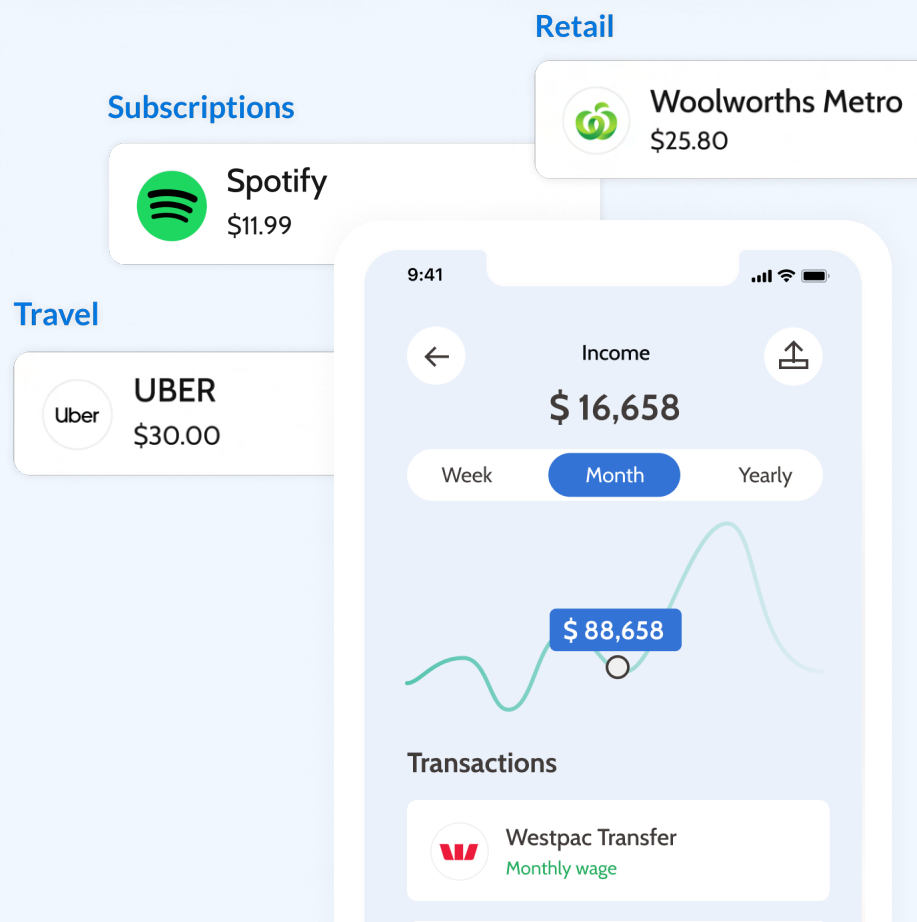 Retail
Woolworths Metro
$25.80
Subscriptions
Spotify
$11.99
Travel
Uber
UBER
$30.00
9:41
Income
$ 16,658
Week Month Yearly
$ 88,658
Transactions
Westpac Transfer
Monthly wage